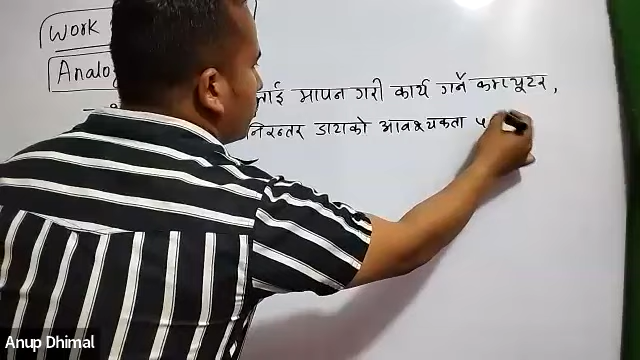 Work
Analog
लाई मापन गरी कार्य गर्ने कम्प्यूटर,
निरन्तर डाटाको आवश्यकता
Anup Dhimal